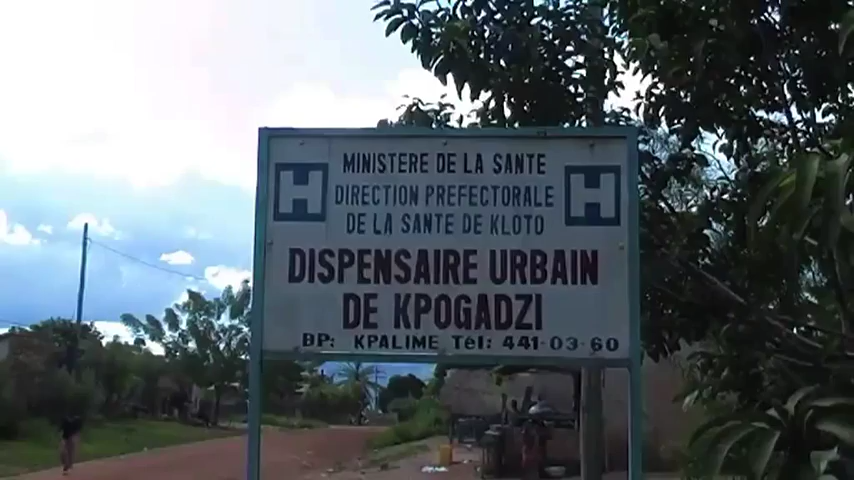 MINISTERE DE LA SANTE
H DIRECTION PREFECTORALE H
DE LA SANTE DE KLOTO
DISPENSAIRE URBAIN
DE KPOGADZI
BP: KPALIME Tél: 441-03-60